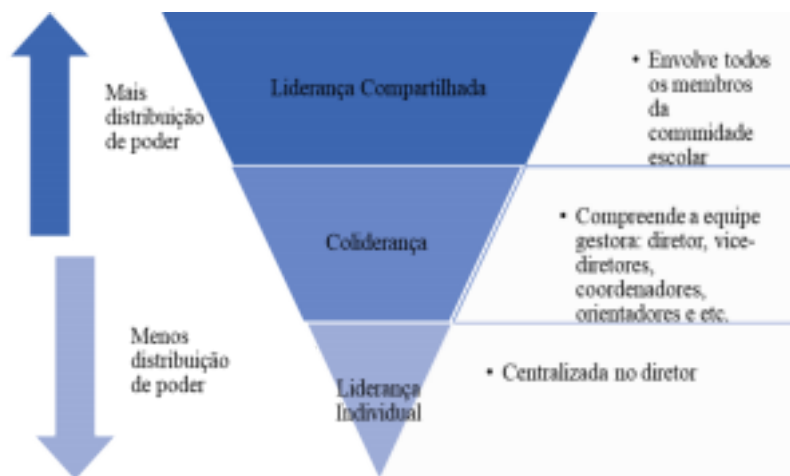 Mais
distribuição
de poder
Liderança Compartilhada
• Envolve todos
os membros
da
comunidade
escolar
Coliderança
• Compreende a equipe
gestora: diretor, vice-
diretores,
coordenadores,
orientadores e etc.
Menos
distribuição
de poder
Liderança
Individual
• Centralizada no diretor